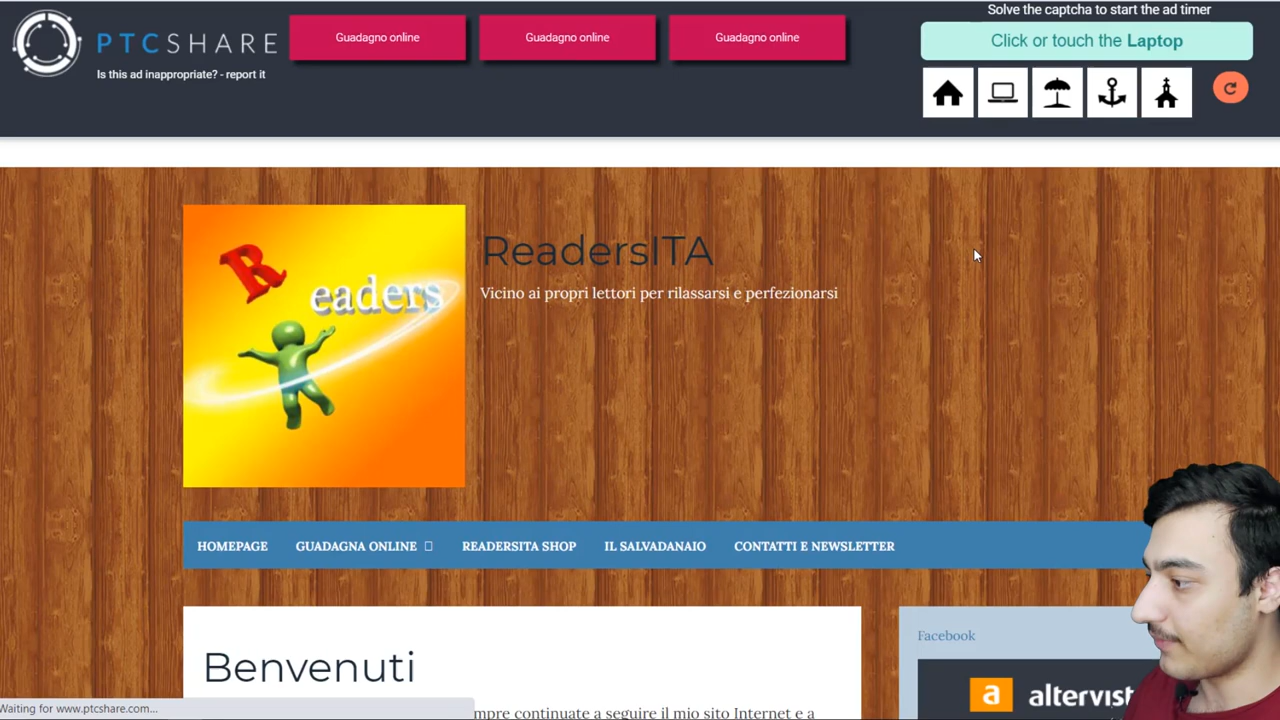 PTCSHARE
Is this ad inappropriate? - report it
Guadagno online
Guadagno online
Guadagno online
Solve the captcha to start the ad timer
Click or touch the Laptop
R
eaders
ReadersITA
Vicino ai propri lettori per rilassarsi e perfezionarsi
HOMEPAGE
GUADAGNA ONLINE
READERSITA SHOP
IL SALVADANAIO
CONTATTI E NEWSLETTER
Benvenuti
mpre continuate a seguire il mio sito Internet e a
Facebook
a altervist
Waiting for www.ptcshare.com...